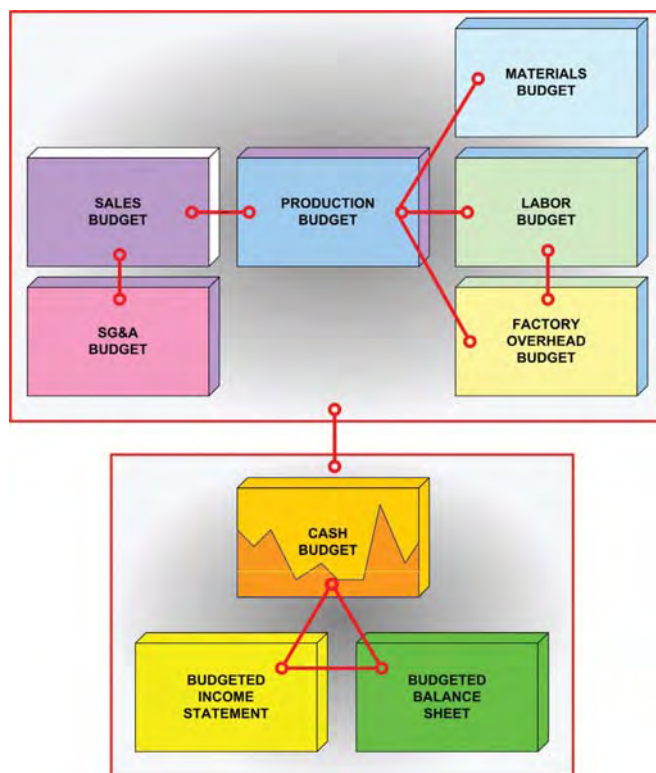 MATERIALS
BUDGET
SALES
BUDGET
PRODUCTION
BUDGET
LABOR
BUDGET
SG&A
BUDGET
FACTORY
OVERHEAD
BUDGET
CASH
BUDGET
BUDGETED
INCOME
STATEMENT
BUDGETED
BALANCE
SHEET